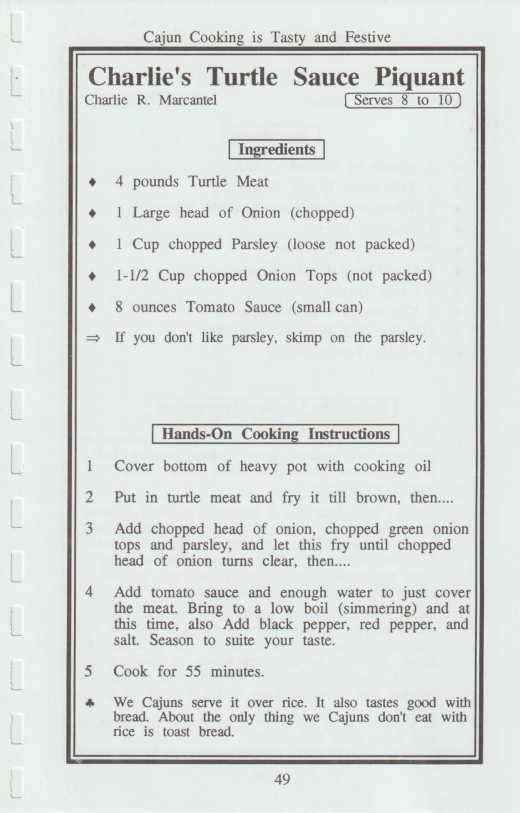 Cajun Cooking is Tasty and Festive
Charlie's Turtle Sauce Piquant
Charlie R. Marcantel
Serves 8 to 10
Ingredients
♦ 4 pounds Turtle Meat
♦ 1 Large head of Onion (chopped)
♦ 1 Cup chopped Parsley (loose not packed)
♦ 1-1/2 Cup chopped Onion Tops (not packed)
♦ 8 ounces Tomato Sauce (small can)
⇒ If you don't like parsley, skimp on the parsley.
Hands-On Cooking Instructions
1 Cover bottom of heavy pot with cooking oil
2 Put in turtle meat and fry it till brown, then....
3 Add chopped head of onion, chopped green onion
tops and parsley, and let this fry until chopped
head of onion turns clear, then....
4 Add tomato sauce and enough water to just cover
the meat. Bring to a low boil (simmering) and at
this time, also Add black pepper, red pepper, and
salt. Season to suite your taste.
5 Cook for 55 minutes.
♣ We Cajuns serve it over rice. It also tastes good with
bread. About the only thing we Cajuns don't eat with
rice is toast bread.
49